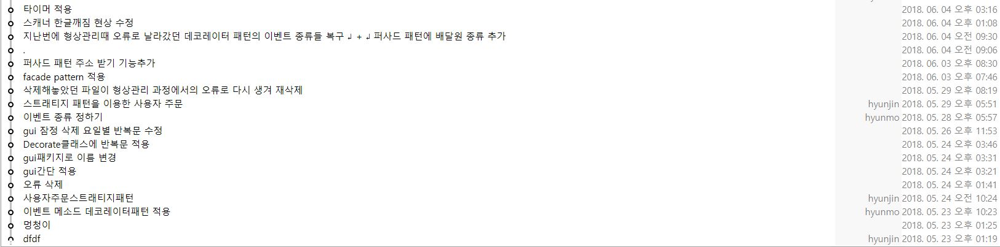 타이머 적용 2018. 06. 04 오후 03:16
스캐너 한글깨짐 현상 수정 2018. 06. 04 오후 01:08
지난번에 형상관리때 오류로 날라갔던 데코레이터 패턴의 이벤트 종류들 복구 ↲ + ↲ 퍼사드 패턴에 배달원 종류 추가 2018. 06. 04 오전 09:30
. 2018. 06. 04 오전 09:06
퍼사드 패턴 주소 받기 기능추가 2018. 06. 03 오후 08:30
facade pattern 적용 2018. 06. 03 오후 07:46
삭제해놓았던 파일이 형상관리 과정에서의 오류로 다시 생겨 재삭제 2018. 05. 29 오후 08:19
스트래티지 패턴을 이용한 사용자 주문 hyunjin 2018. 05. 29 오후 05:51
이벤트 종류 정하기 hyunmo 2018. 05. 28 오후 05:57
gui 잠정 삭제 요일별 반복문 수정 2018. 05. 26 오후 11:53
Decorate클래스에 반복문 적용 2018. 05. 24 오후 03:46
gui패키지로 이름 변경 2018. 05. 24 오후 03:31
gui간단 적용 2018. 05. 24 오후 03:21
오류 삭제 2018. 05. 24 오후 01:41
사용자주문스트래티지패턴 hyunjin 2018. 05. 24 오전 10:24
이벤트 메소드 데코레이터패턴 적용 hyunmo 2018. 05. 23 오후 10:23
멍청이 2018. 05. 23 오후 01:25
dfdf hyunjin 2018. 05. 23 오후 01:19